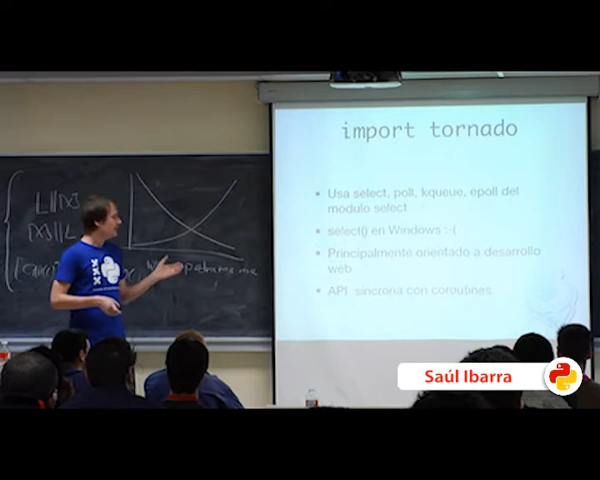 import tornado
Usa select, poll, kqueue, epoll del
modulo select
select() en Windows :-(
Principalmente orientado a desarrollo
web
API sincrona con coroutines
Saúl Ibarra